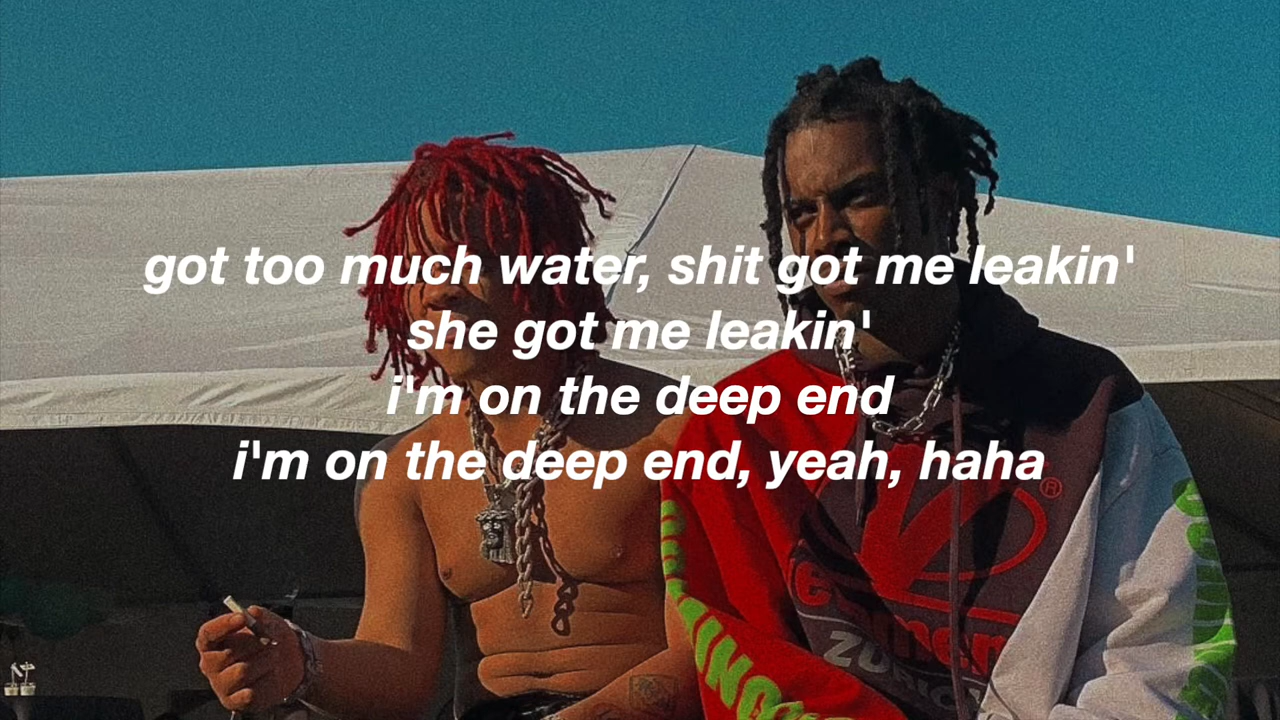 got too much water, shit got me leakin'
she got me leakin'
i'm on the deep end
i'm on the deep end, yeah, haha